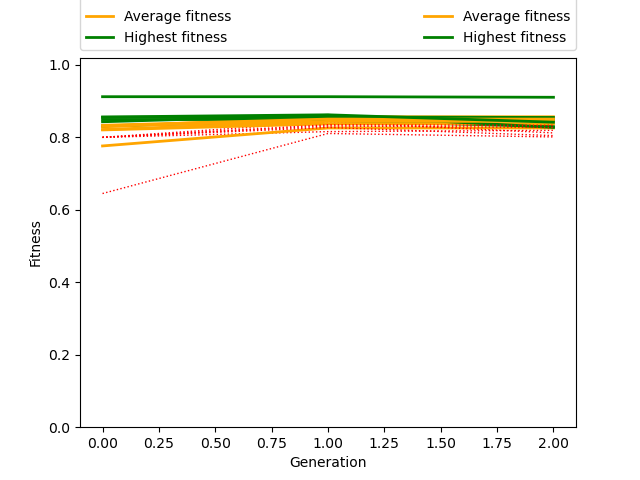 Average fitness Average fitness
Highest fitness Highest fitness
1.0
0.8
0.6
0.4
0.2
0.0
Fitness
0.00 0.25 0.50 0.75 1.00 1.25 1.50 1.75 2.00
Generation